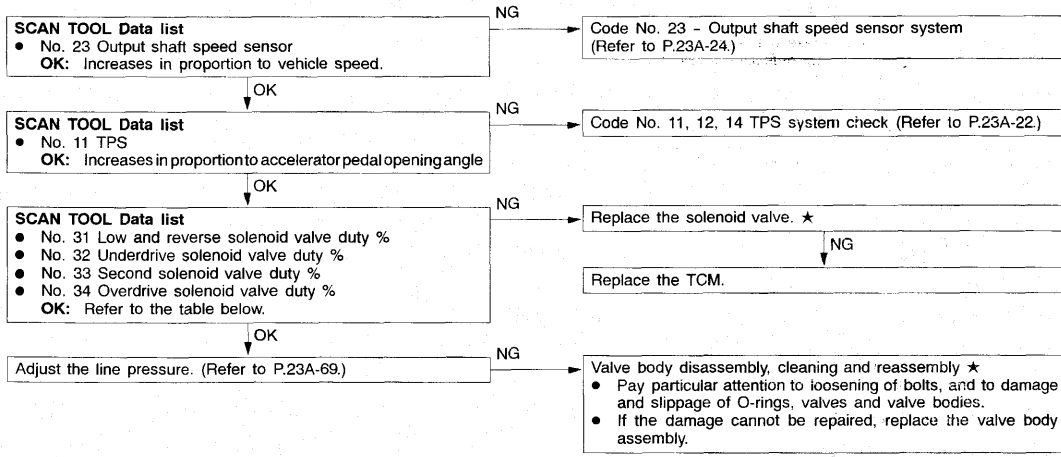 SCAN TOOL Data list
● No. 23 Output shaft speed sensor
OK: Increases in proportion to vehicle speed.
NG
Code No. 23 – Output shaft speed sensor system
(Refer to P.23A-24.)
OK
SCAN TOOL Data list
● No. 11 TPS
OK: Increases in proportion to accelerator pedal opening angle
NG
Code No. 11, 12, 14 TPS system check (Refer to P.23A-22.)
OK
SCAN TOOL Data list
● No. 31 Low and reverse solenoid valve duty %
● No. 32 Underdrive solenoid valve duty %
● No. 33 Second solenoid valve duty %
● No. 34 Overdrive solenoid valve duty %
OK: Refer to the table below.
NG
Replace the solenoid valve. ★
NG
Replace the TCM.
OK
Adjust the line pressure. (Refer to P.23A-69.)
NG
Valve body disassembly, cleaning and reassembly ★
● Pay particular attention to loosening of bolts, and to damage
and slippage of O-rings, valves and valve bodies.
● If the damage cannot be repaired, replace the valve body
assembly.